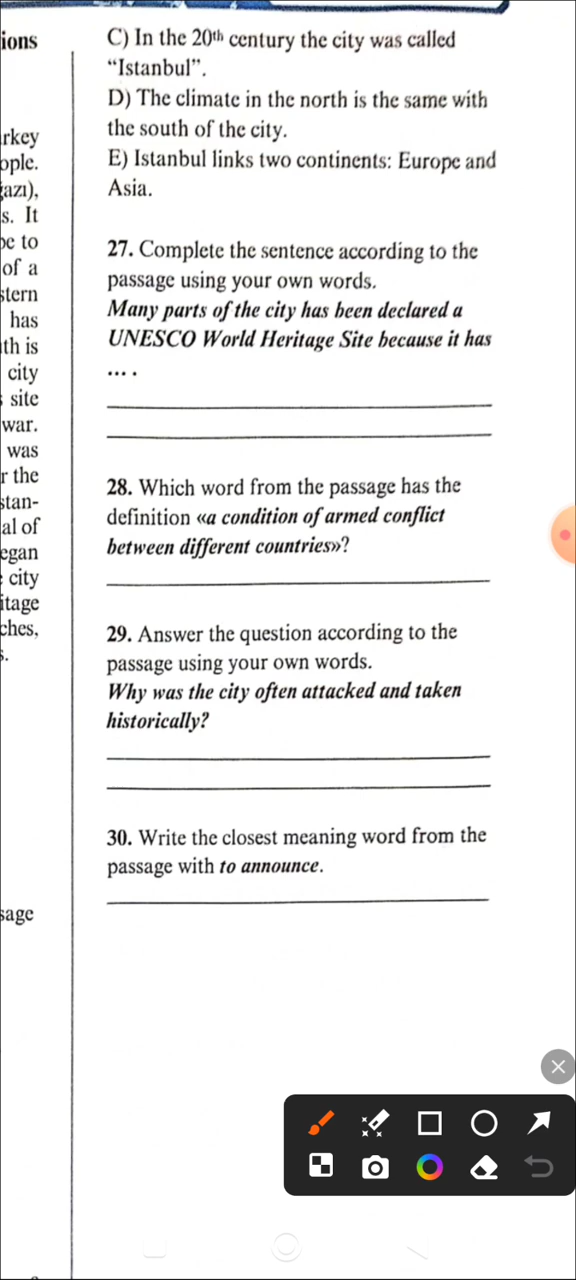 ions
rkey
ople.
ğazı),
s. It
pe to
of a
stern
has
th is
city
site
war.
was
r the
stan-
al of
egan
city
itage
ches,
s.
sage
C) In the 20th century the city was called
“Istanbul”.
D) The climate in the north is the same with
the south of the city.
E) Istanbul links two continents: Europe and
Asia.
27. Complete the sentence according to the
passage using your own words.
Many parts of the city has been declared a
UNESCO World Heritage Site because it has
... .
28. Which word from the passage has the
definition «a condition of armed conflict
between different countries»?
29. Answer the question according to the
passage using your own words.
Why was the city often attacked and taken
historically?
30. Write the closest meaning word from the
passage with to announce.